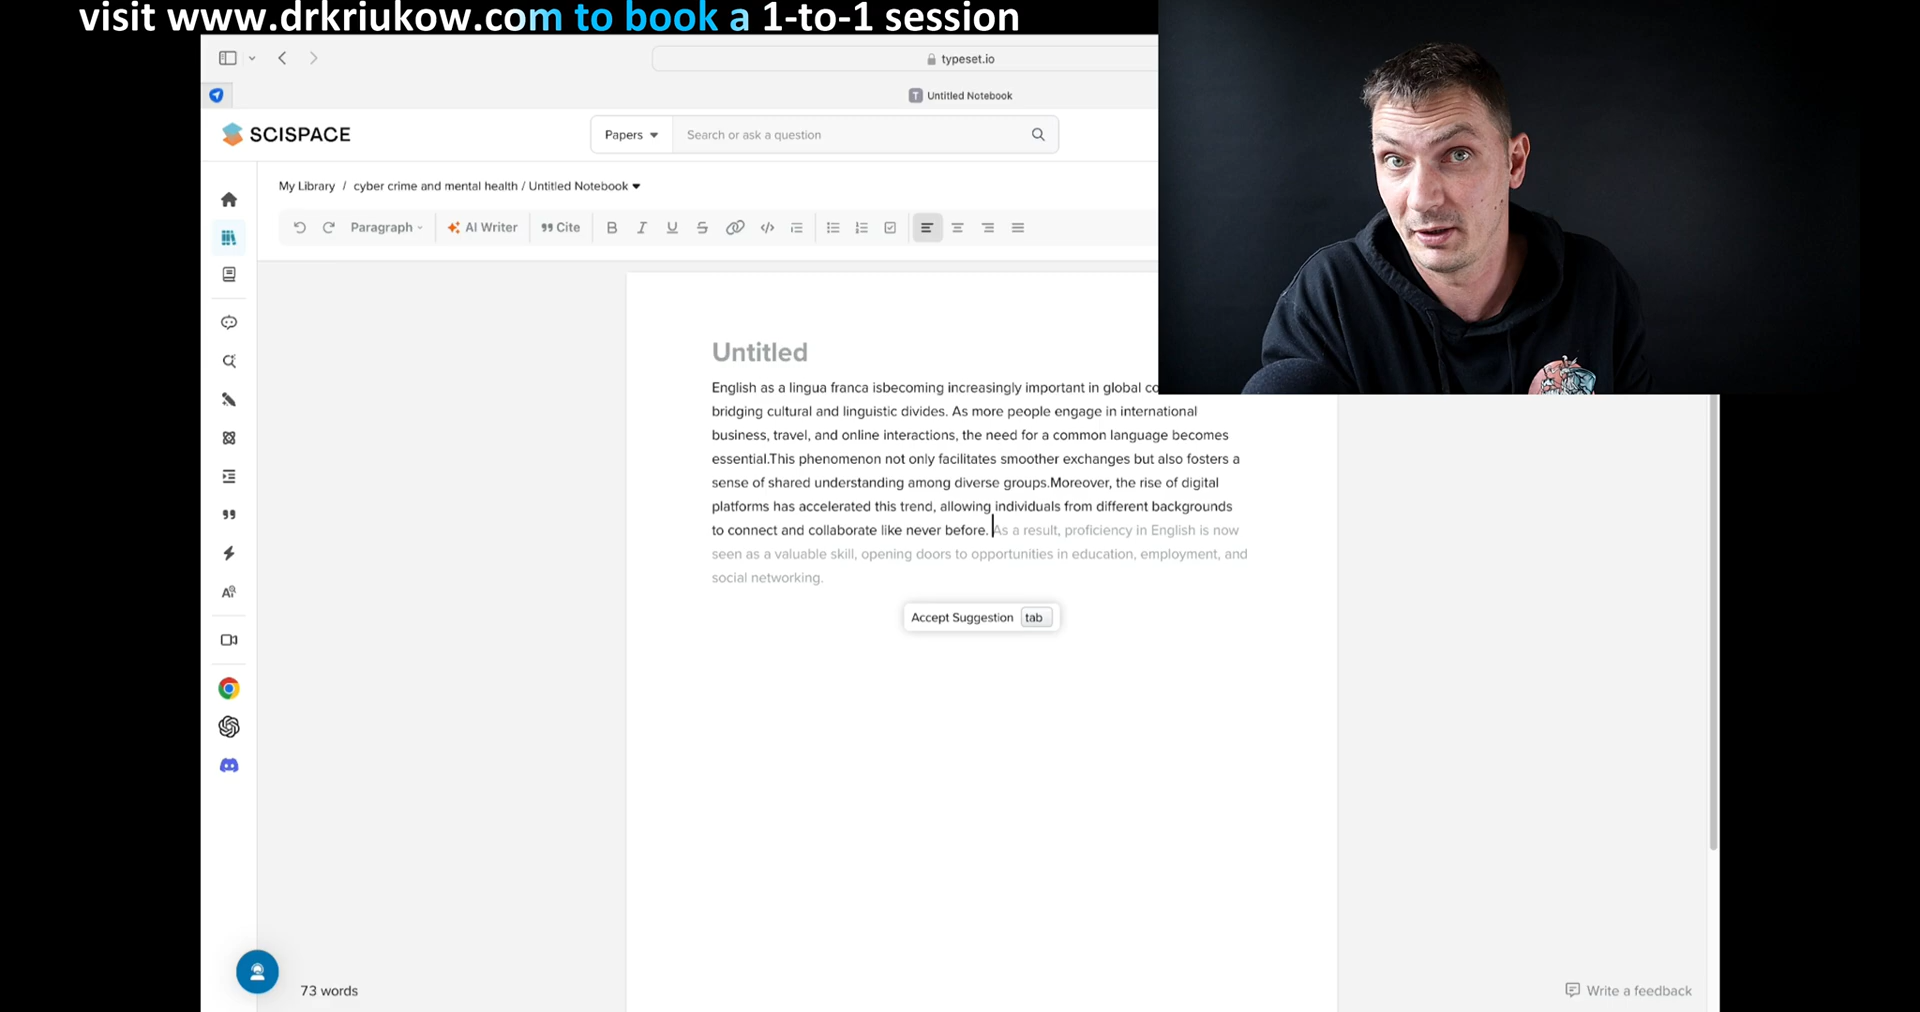 visit www.drkriukow.com to book a 1-to-1 session
typeset.io
T Untitled Notebook
SCISPACE
Papers
Search or ask a question
My Library / cyber crime and mental health / Untitled Notebook
Paragraph
AI Writer
Cite
B I U S
Untitled
English as a lingua franca isbecoming increasingly important in global
bridging cultural and linguistic divides. As more people engage in international
business, travel, and online interactions, the need for a common language becomes
essential.This phenomenon not only facilitates smoother exchanges but also fosters a
sense of shared understanding among diverse groups.Moreover, the rise of digital
platforms has accelerated this trend, allowing individuals from different backgrounds
to connect and collaborate like never before. As a result, proficiency in English is now
seen as a valuable skill, opening doors to opportunities in education, employment, and
social networking.
Accept Suggestion tab
73 words
Write a feedback